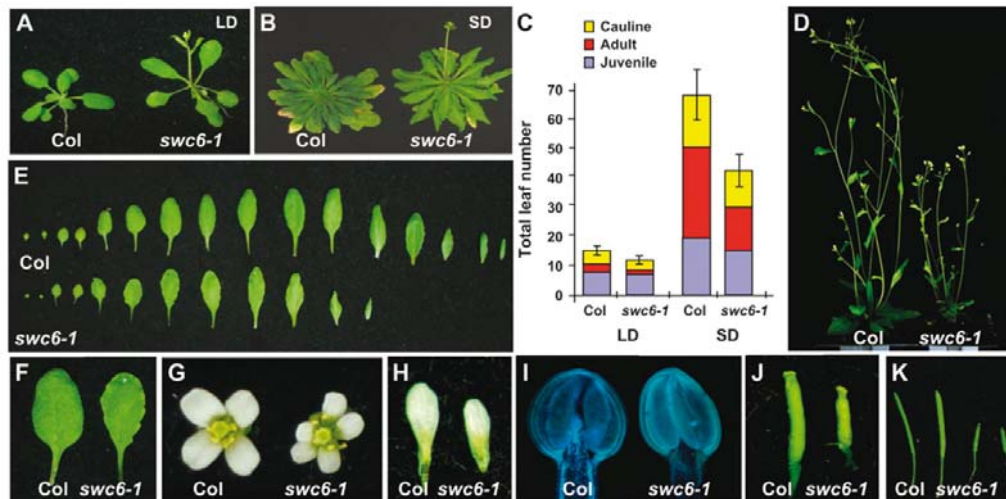 A
LD
Col
swc6-1
B
SD
Col
swc6-1
C
Cauline
Adult
Juvenile
Total leaf number
70
60
50
40
30
20
10
0
Col
swc6-1
Col
swc6-1
LD
SD
D
Col
swc6-1
E
Col
swc6-1
F
Col swc6-1
G
Col
swc6-1
H
Col swc6-1
I
Col
swc6-1
J
Col swc6-1
K
Col swc6-1